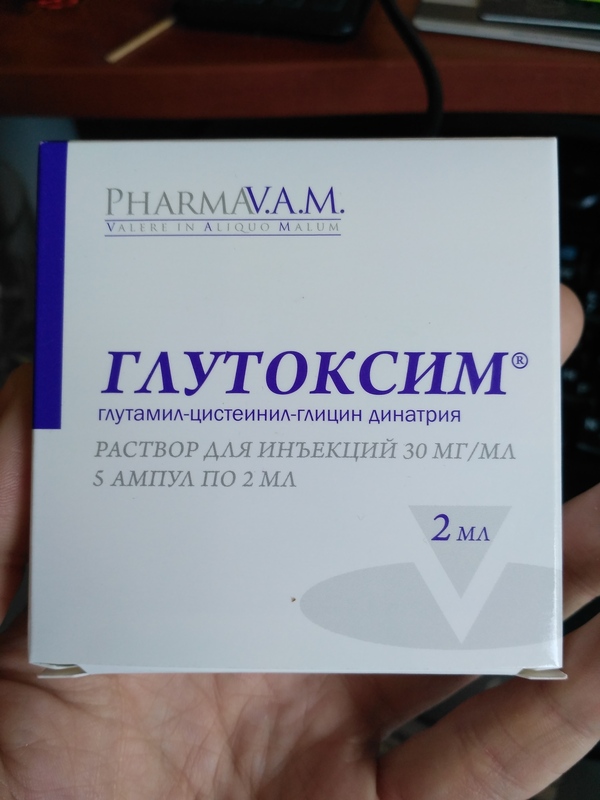 PHARMAV.A.M.
VALERE IN ALIQUO MALUM
ГЛУТОКСИМ®
глутамил-цистеинил-глицин динатрия
РАСТВОР ДЛЯ ИНЪЕКЦИЙ 30 МГ/МЛ
5 АМПУЛ ПО 2 МЛ
2 МЛ